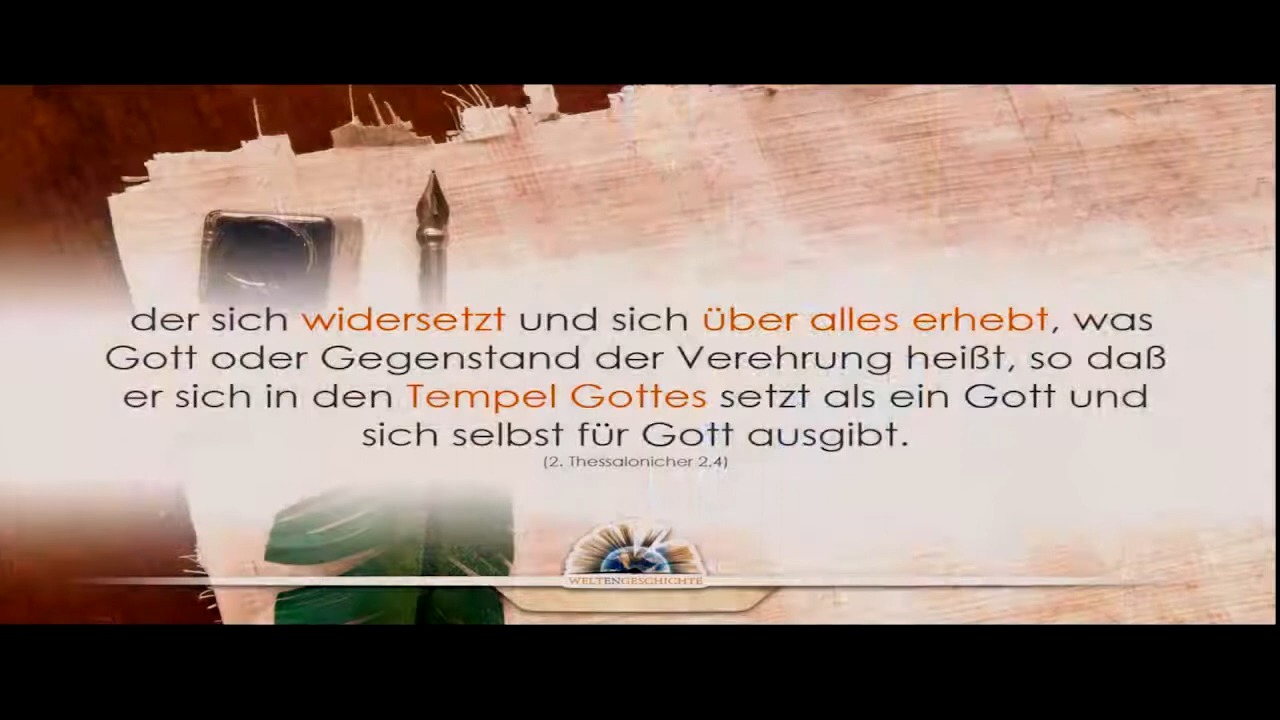 der sich widersetzt und sich über alles erhebt, was
Gott oder Gegenstand der Verehrung heißt, so daß
er sich in den Tempel Gottes setzt als ein Gott und
sich selbst für Gott ausgibt.
(2. Thessalonicher 2,4)
WELTENGESCHICHTE